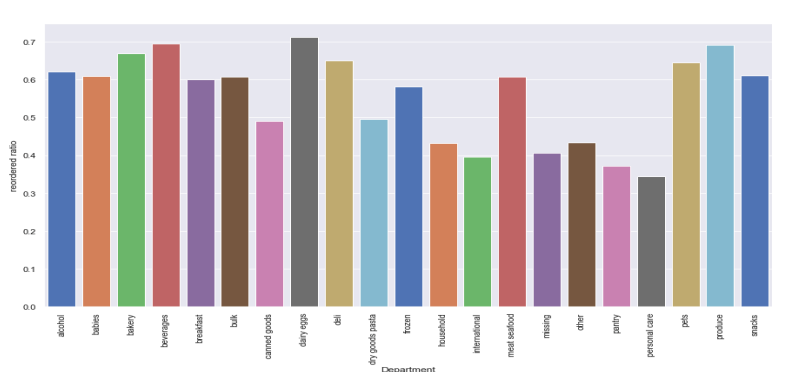 0.7
0.6
0.5
0.4
0.3
0.2
0.1
0.0
reordered ratio
alcohol
babies
bakery
beverages
breakfast
bulk
canned goods
dairy eggs
deli
dry goods pasta
frozen
household
international
meat seafood
missing
other
pantry
personal care
pets
produce
snacks
Department